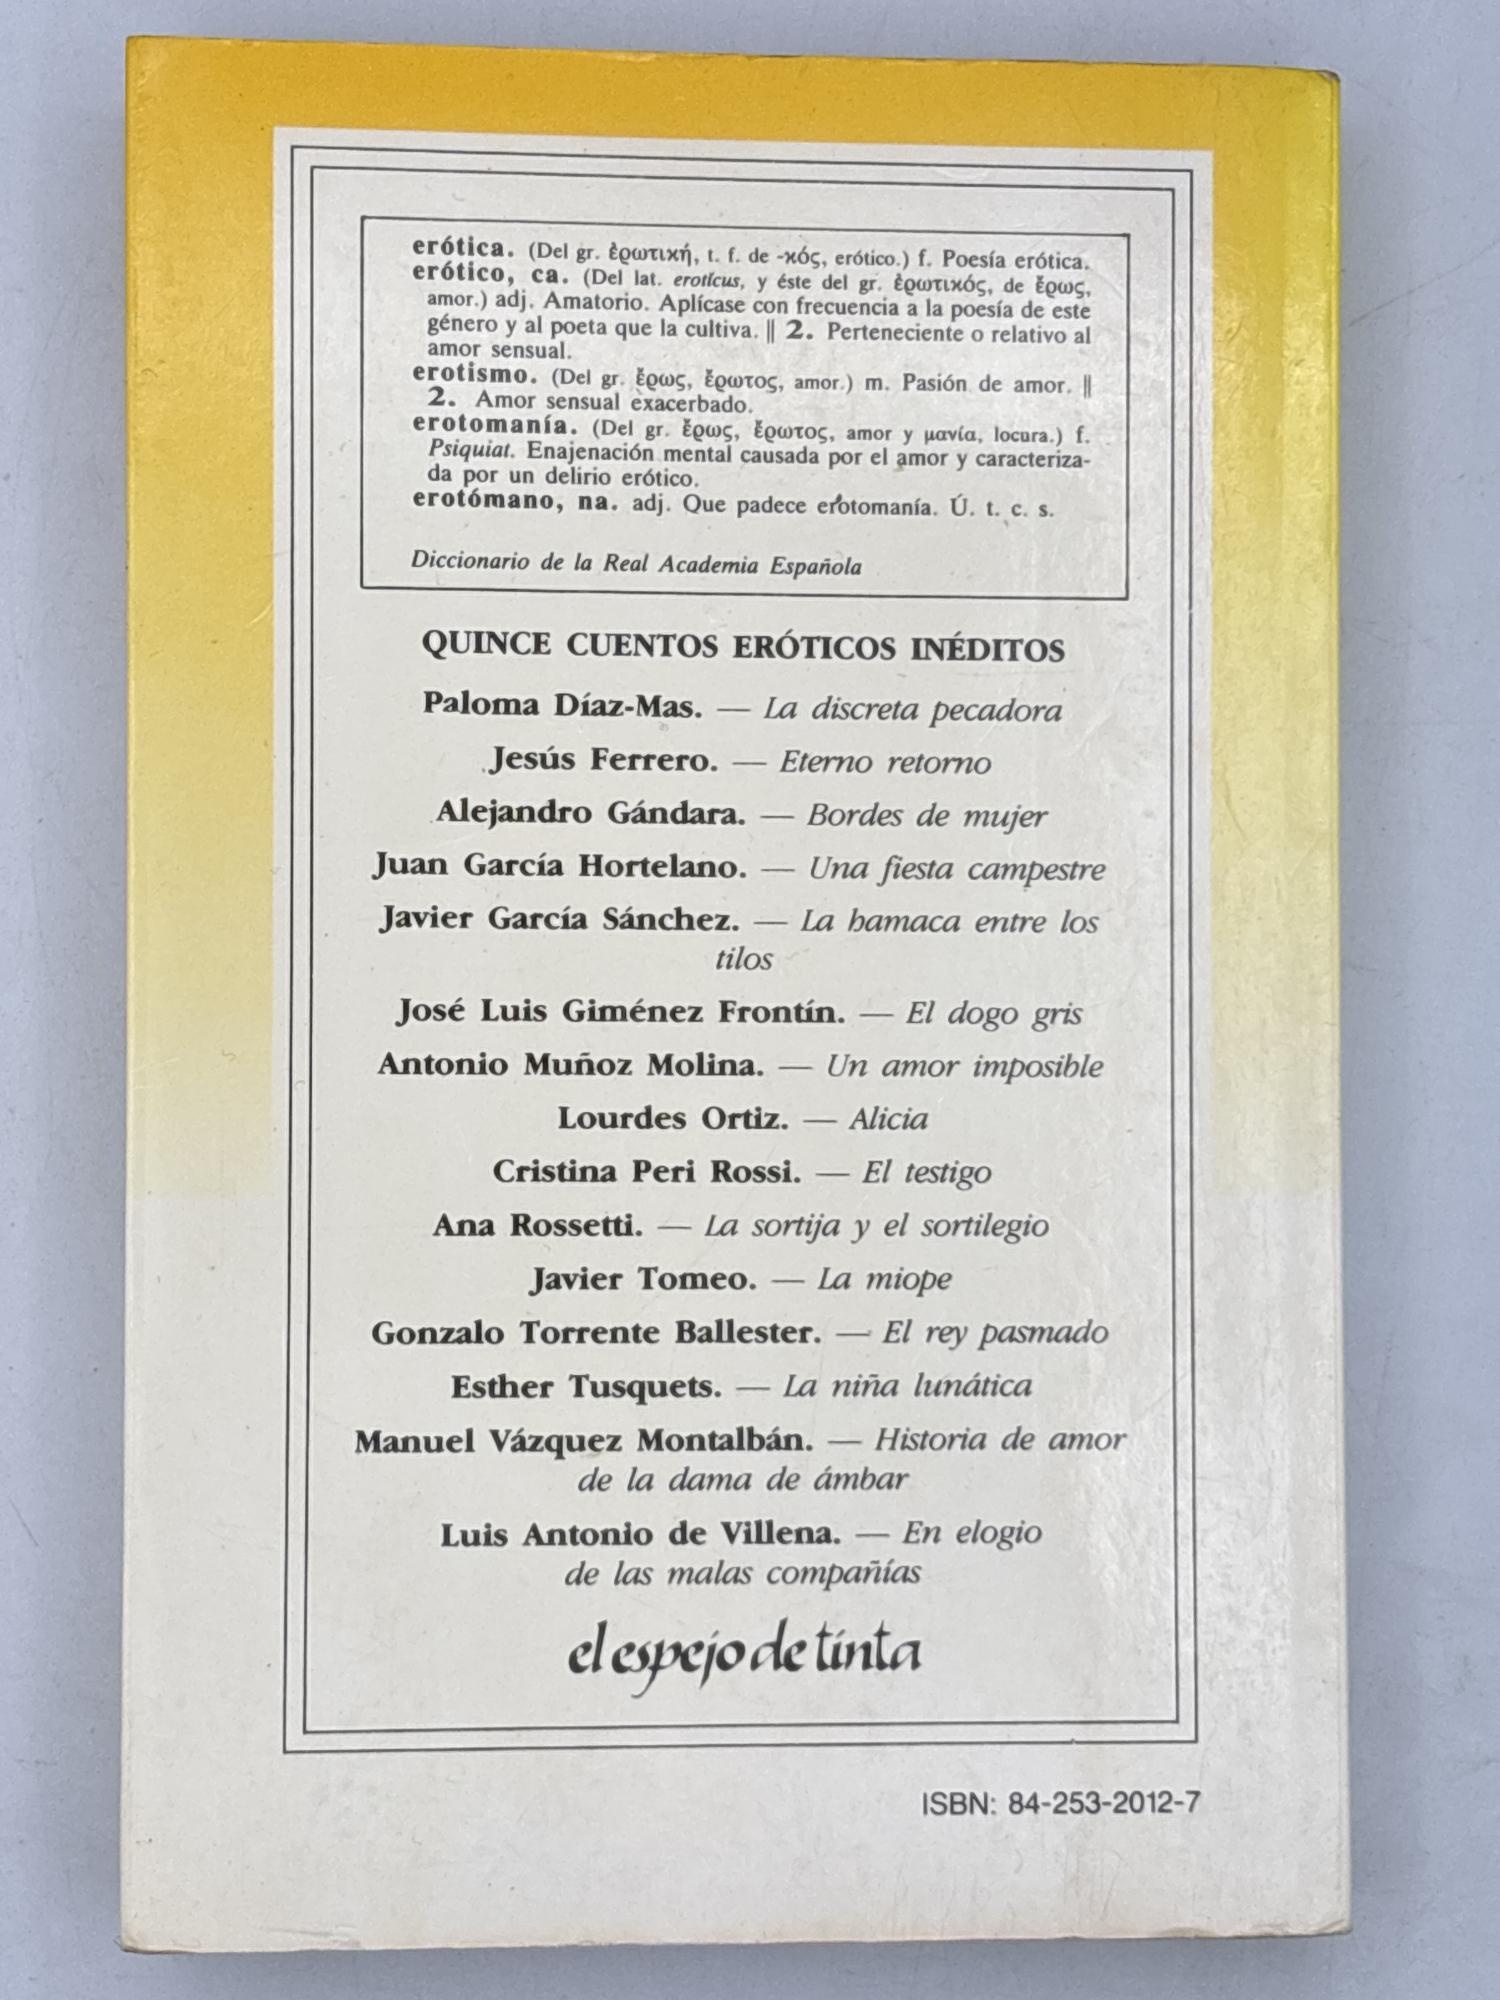 erótica. (Del gr. ἐρωτική, t. f. de -κός, erótico.) f. Poesía erótica.
erótico, ca. (Del lat. erotĭcus, y éste del gr. ἐρωτικός, de ἔρως,
amor.) adj. Amatorio. Aplícase con frecuencia a la poesía de este
género y al poeta que la cultiva. || 2. Perteneciente o relativo al
amor sensual.
erotismo. (Del gr. ἔρως, ἔρωτος, amor.) m. Pasión de amor. ||
2. Amor sensual exacerbado.
erotomanía. (Del gr. ἔρως, ἔρωτος, amor y μανία, locura.) f.
Psiquiat. Enajenación mental causada por el amor y caracteriza-
da por un delirio erótico.
erotómano, na. adj. Que padece erotomanía. Ú. t. c. s.
Diccionario de la Real Academia Española
QUINCE CUENTOS ERÓTICOS INÉDITOS
Paloma Díaz-Mas. — La discreta pecadora
Jesús Ferrero. — Eterno retorno
Alejandro Gándara. — Bordes de mujer
Juan García Hortelano. — Una fiesta campestre
Javier García Sánchez. — La hamaca entre los
tilos
José Luis Giménez Frontín. — El dogo gris
Antonio Muñoz Molina. — Un amor imposible
Lourdes Ortiz. — Alicia
Cristina Peri Rossi. — El testigo
Ana Rossetti. — La sortija y el sortilegio
Javier Tomeo. — La miope
Gonzalo Torrente Ballester. — El rey pasmado
Esther Tusquets. — La niña lunática
Manuel Vázquez Montalbán. — Historia de amor
de la dama de ámbar
Luis Antonio de Villena. — En elogio
de las malas compañías
el espejo de tinta
ISBN: 84-253-2012-7